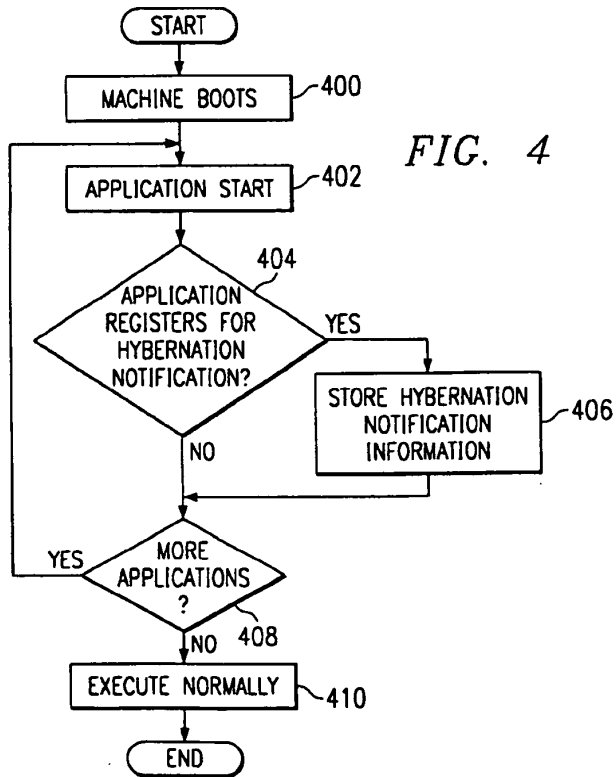 START
MACHINE BOOTS
400
FIG. 4
APPLICATION START
402
404
APPLICATION
REGISTERS FOR
HYBERNATION
NOTIFICATION?
YES
STORE HYBERNATION
NOTIFICATION
INFORMATION
406
NO
YES
MORE
APPLICATIONS
?
408
NO
EXECUTE NORMALLY
410
END